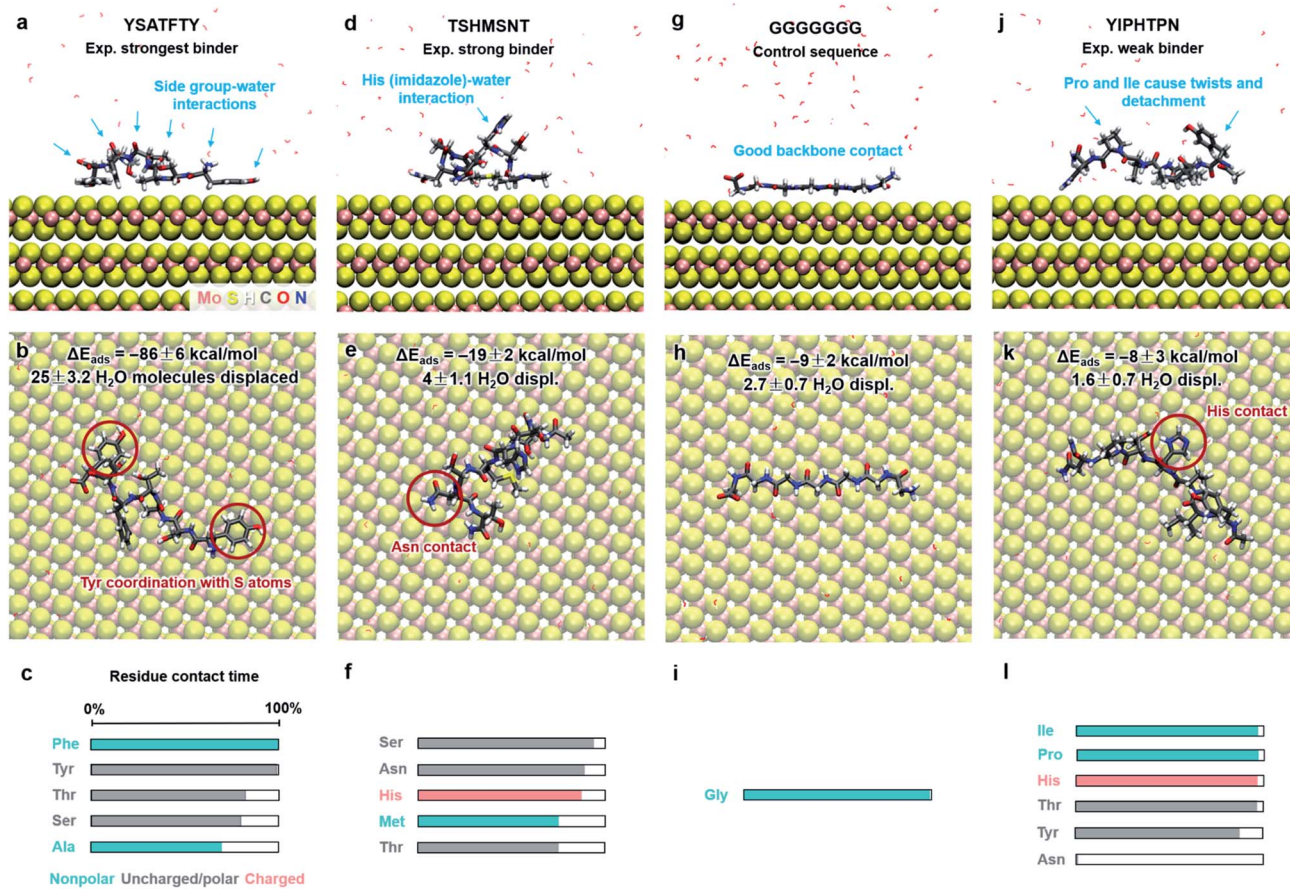 a
YSATFTY
Exp. strongest binder
Side group-water
interactions
Mo S H C O N
b
ΔEads = –86±6 kcal/mol
25±3.2 H2O molecules displaced
Tyr coordination with S atoms
c
Residue contact time
0%
100%
Phe
Tyr
Thr
Ser
Ala
Nonpolar Uncharged/polar Charged
d
TSHMSNT
Exp. strong binder
His (imidazole)-water
interaction
e
ΔEads = –19±2 kcal/mol
4±1.1 H2O displ.
Asn contact
f
Ser
Asn
His
Met
Thr
g
GGGGGGG
Control sequence
Good backbone contact
h
ΔEads = –9±2 kcal/mol
2.7±0.7 H2O displ.
i
Gly
j
YIPHTPN
Exp. weak binder
Pro and Ile cause twists and
detachment
k
ΔEads = –8±3 kcal/mol
1.6±0.7 H2O displ.
His contact
l
Ile
Pro
His
Thr
Tyr
Asn